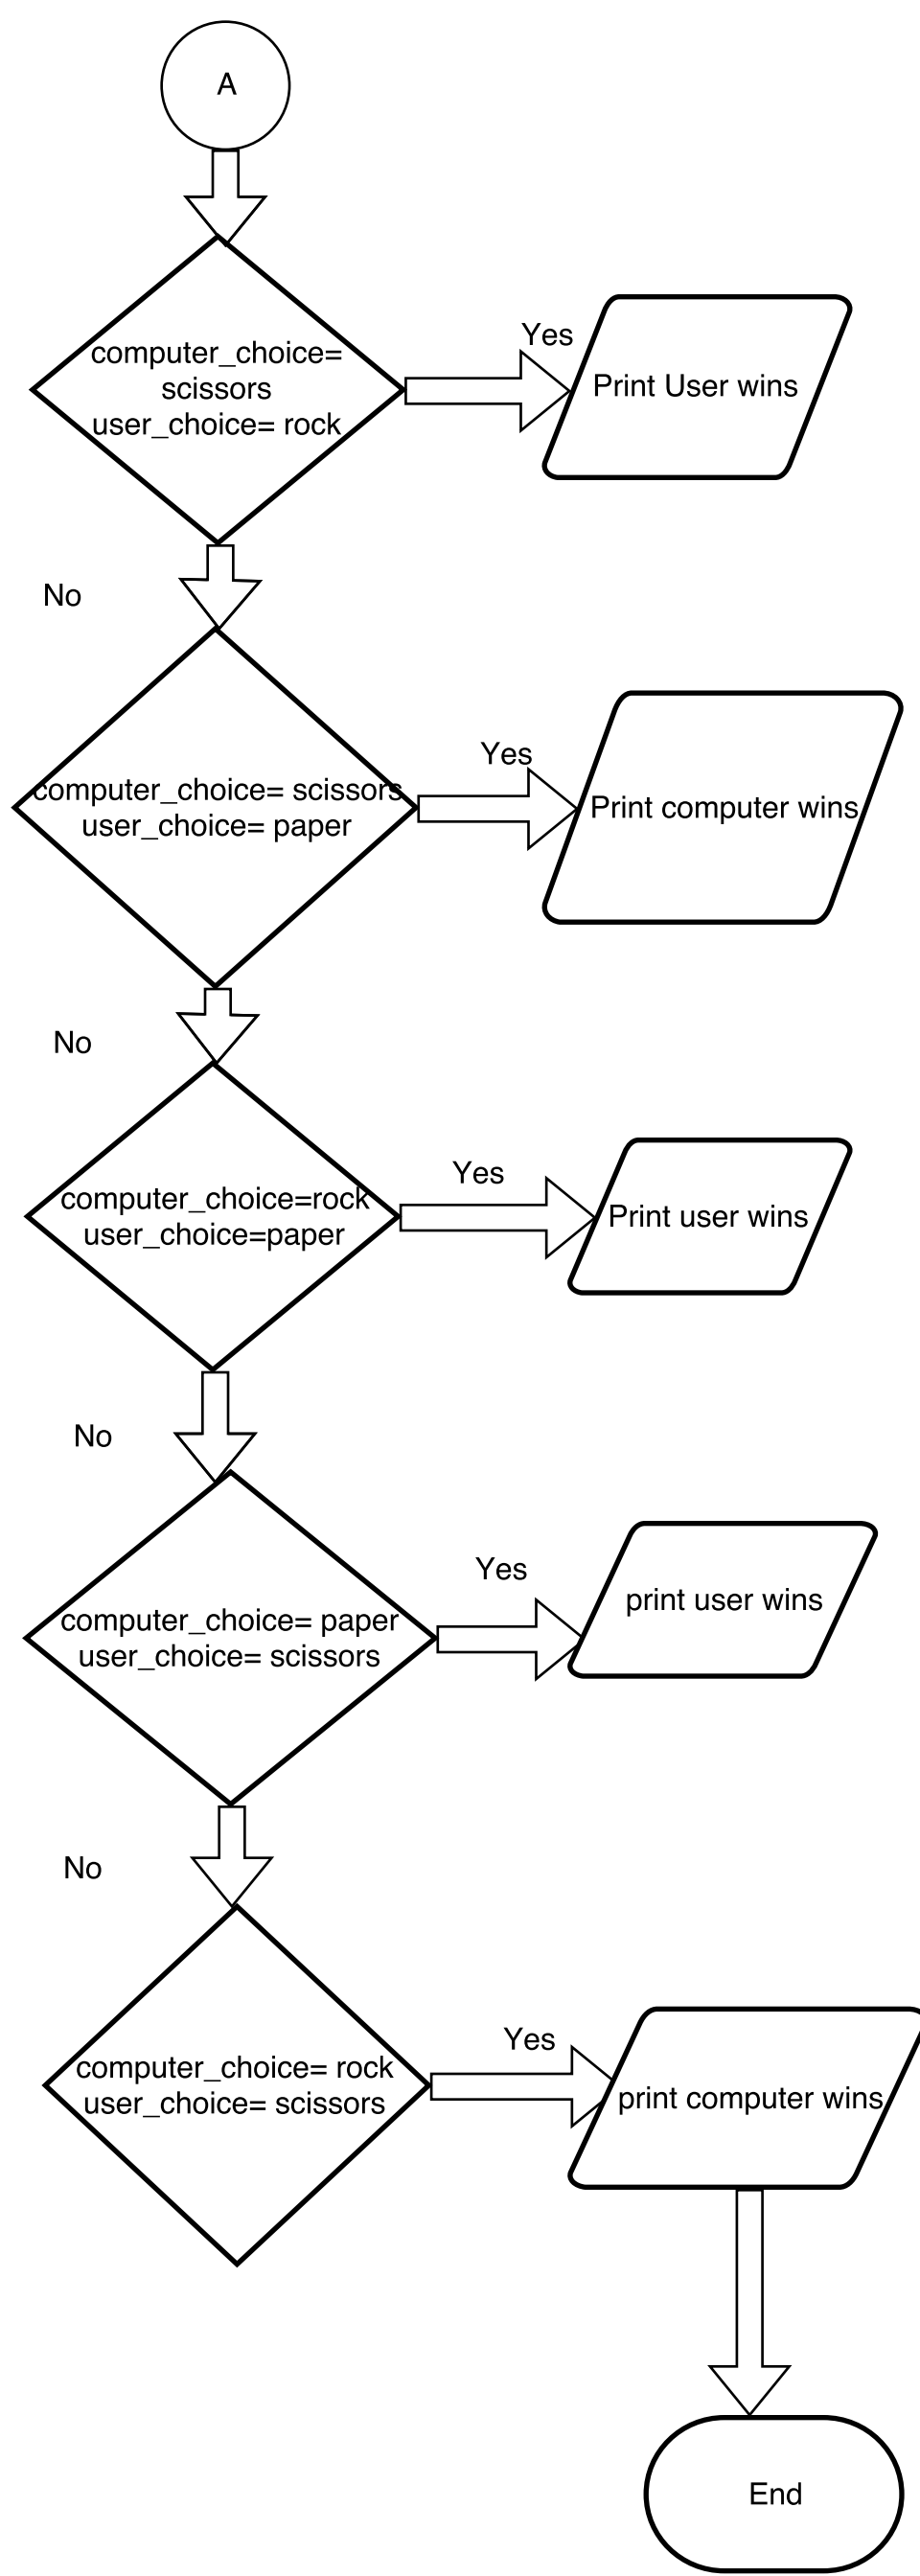 A
computer_choice=
scissors
user_choice= rock
Yes
Print User wins
No
computer_choice= scissors
user_choice= paper
Yes
Print computer wins
No
computer_choice=rock
user_choice=paper
Yes
Print user wins
No
computer_choice= paper
user_choice= scissors
Yes
print user wins
No
computer_choice= rock
user_choice= scissors
Yes
print computer wins
End